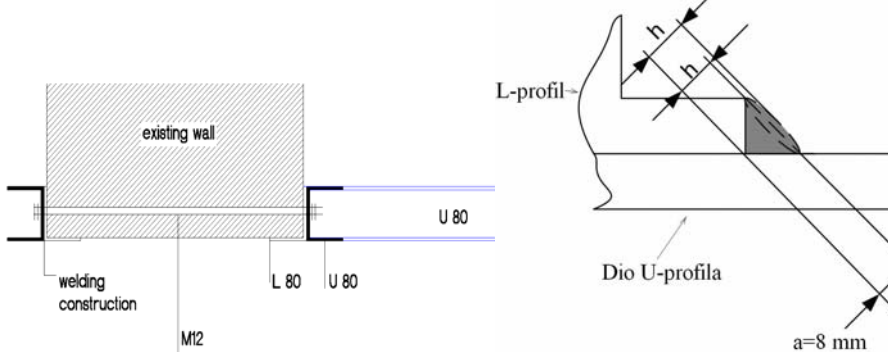 existing wall
U 80
welding
construction
L 80
U 80
M12
h
h
L-profil
Dio U-profila
a=8 mm